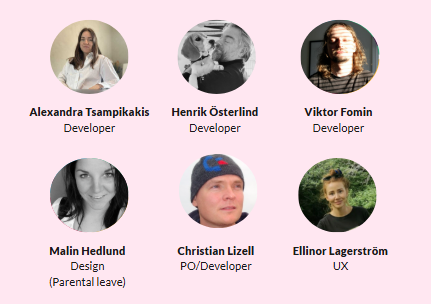 Alexandra Tsampikakis
Developer
Henrik Österlind
Developer
Viktor Fomin
Developer
Malin Hedlund
Design
(Parental leave)
Christian Lizell
PO/Developer
Ellinor Lagerström
UX